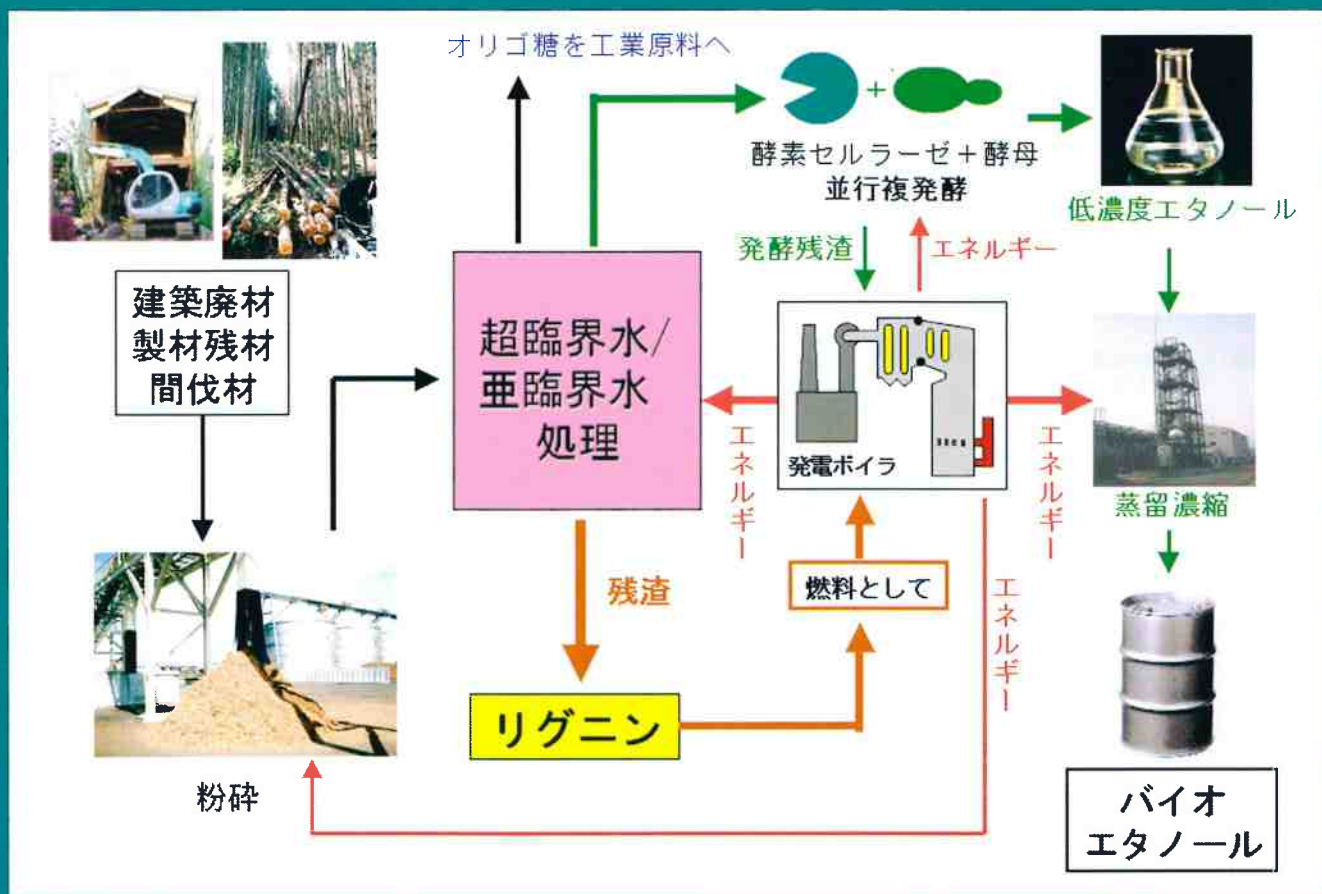 オリゴ糖を工業原料へ
酵素セルラーゼ+酵母
並行複発酵
低濃度エタノール
建築廃材
製材残材
間伐材
超臨界水/
亜臨界水
処理
発酵残渣
エネルギー
発電ボイラ
エネルギー
エネルギー
蒸留濃縮
残渣
燃料として
エネルギー
リグニン
粉砕
バイオ
エタノール